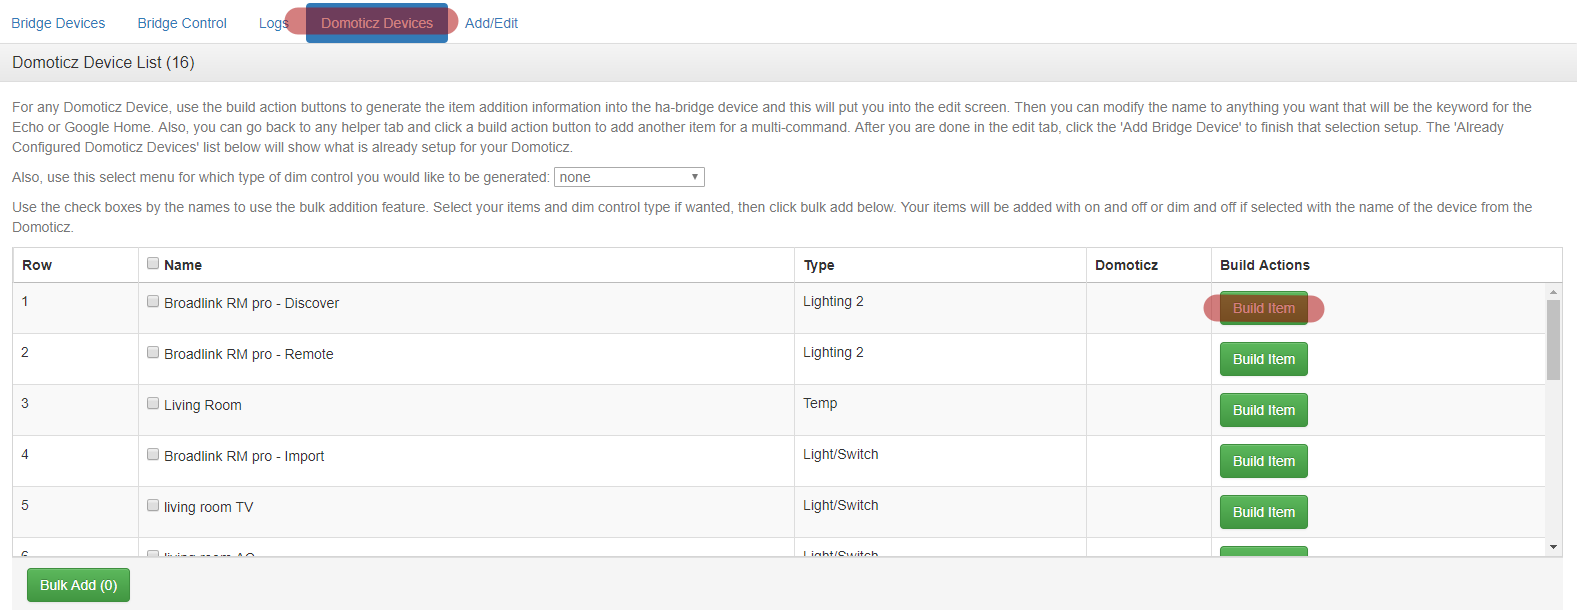 Bridge Devices Bridge Control Logs Domoticz Devices Add/Edit
Domoticz Device List (16)
For any Domoticz Device, use the build action buttons to generate the item addition information into the ha-bridge device and this will put you into the edit screen. Then you can modify the name to anything you want that will be the keyword for the
Echo or Google Home. Also, you can go back to any helper tab and click a build action button to add another item for a multi-command. After you are done in the edit tab, click the 'Add Bridge Device' to finish that selection setup. The 'Already
Configured Domoticz Devices' list below will show what is already setup for your Domoticz.
Also, use this select menu for which type of dim control you would like to be generated: none
Use the check boxes by the names to use the bulk addition feature. Select your items and dim control type if wanted, then click bulk add below. Your items will be added with on and off or dim and off if selected with the name of the device from the
Domoticz.
Row Name Type Domoticz Build Actions
1 Broadlink RM pro - Discover Lighting 2 Build Item
2 Broadlink RM pro - Remote Lighting 2 Build Item
3 Living Room Temp Build Item
4 Broadlink RM pro - Import Light/Switch Build Item
5 living room TV Light/Switch Build Item
6 living room AC Light/Switch
Bulk Add (0)